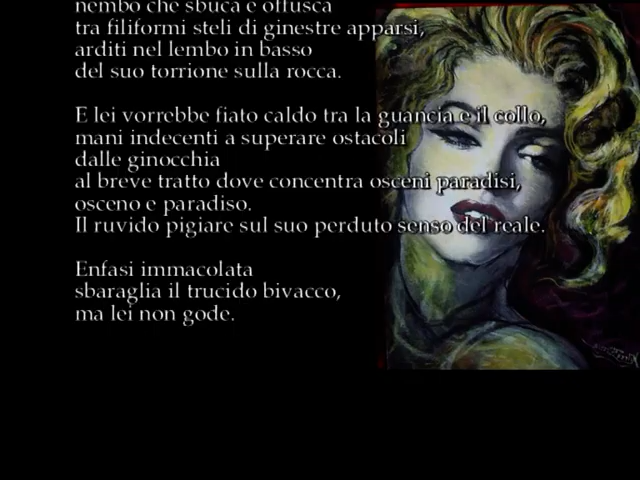 nembo che sbuca e offusca
tra filiformi steli di ginestre apparsi,
arditi nel lembo in basso
del suo torrione sulla rocca.
E lei vorrebbe fiato caldo tra la guancia e il collo,
mani indecenti a superare ostacoli
dalle ginocchia
al breve tratto dove concentra osceni paradisi,
osceno e paradiso.
Il ruvido pigiare sul suo perduto senso del reale.
Enfasi immacolata
sbaraglia il trucido bivacco,
ma lei non gode.